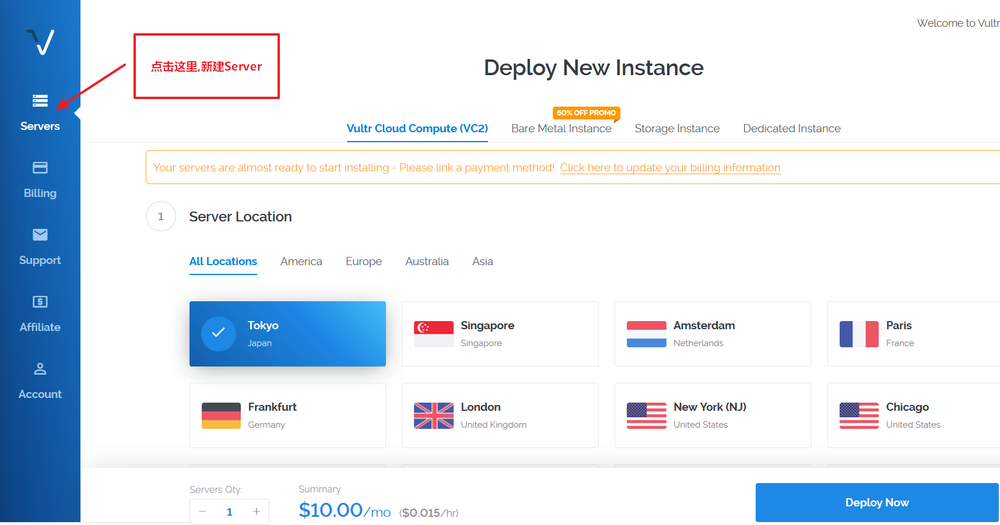 Welcome to Vultr
点击这里,新建Server
Deploy New Instance
Servers
Billing
Support
Affiliate
Account
60% OFF PROMO
Vultr Cloud Compute (VC2)
Bare Metal Instance
Storage Instance
Dedicated Instance
Your servers are almost ready to start installing - Please link a payment method! Click here to update your billing information
1
Server Location
All Locations
America
Europe
Australia
Asia
Tokyo
Japan
Singapore
Singapore
Amsterdam
Netherlands
Paris
France
Frankfurt
Germany
London
United Kingdom
New York (NJ)
United States
Chicago
United States
Servers Qty:
− 1 +
Summary:
$10.00/mo ($0.015/hr)
Deploy Now